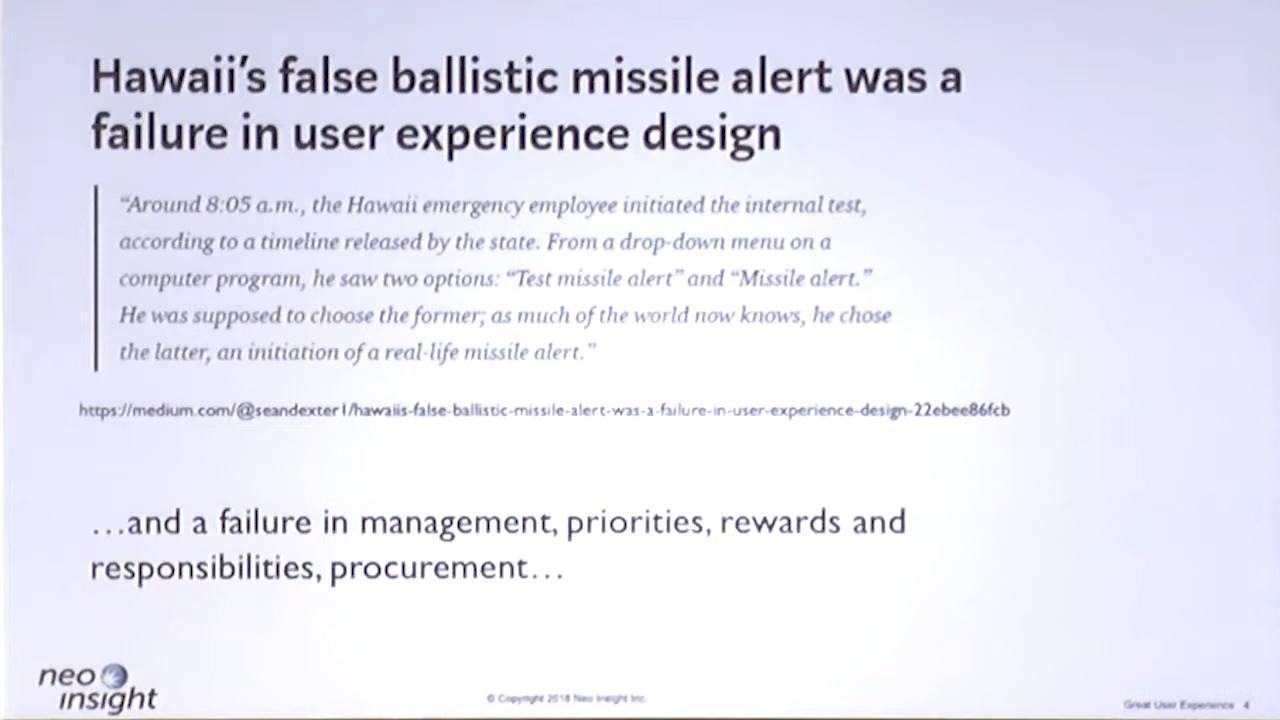 Hawaii's false ballistic missile alert was a
failure in user experience design
"Around 8:05 a.m., the Hawaii emergency employee initiated the internal test,
according to a timeline released by the state. From a drop-down menu on a
computer program, he saw two options: "Test missile alert" and "Missile alert."
He was supposed to choose the former; as much of the world now knows, he chose
the latter, an initiation of a real-life missile alert."
https://medium.com/@seandexter1/hawaiis-false-ballistic-missile-alert-was-a-failure-in-user-experience-design-22ebee86fcb
…and a failure in management, priorities, rewards and
responsibilities, procurement…
neo
insight
© Copyright 2018 Neo Insight Inc.
Great User Experience 4